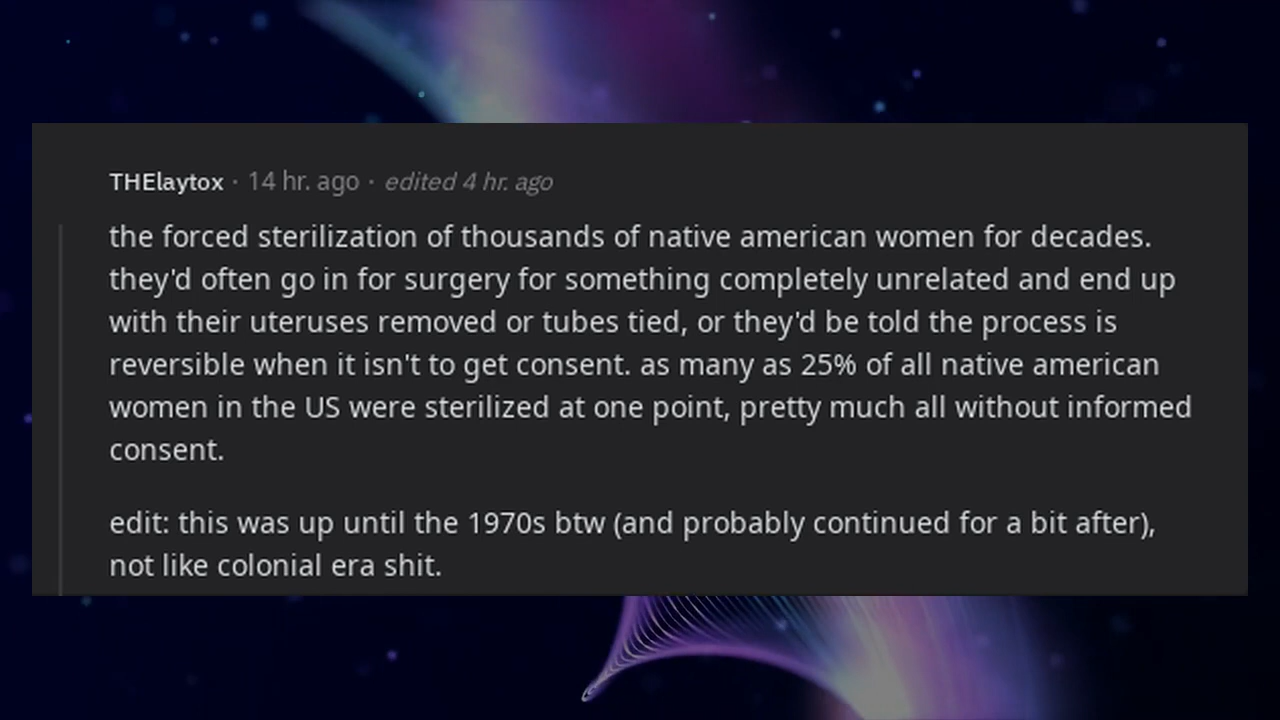 THElaytox · 14 hr. ago · edited 4 hr. ago
the forced sterilization of thousands of native american women for decades.
they'd often go in for surgery for something completely unrelated and end up
with their uteruses removed or tubes tied, or they'd be told the process is
reversible when it isn't to get consent. as many as 25% of all native american
women in the US were sterilized at one point, pretty much all without informed
consent.
edit: this was up until the 1970s btw (and probably continued for a bit after),
not like colonial era shit.